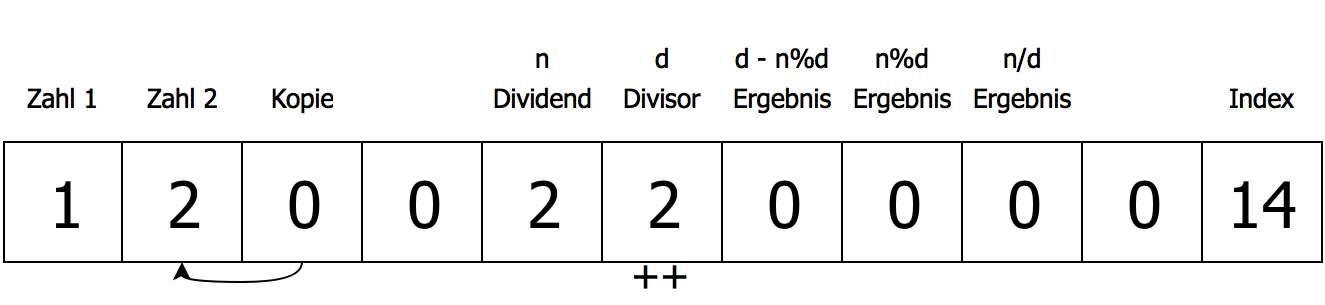 n d d - n%d n%d n/d
Zahl 1 Zahl 2 Kopie Dividend Divisor Ergebnis Ergebnis Ergebnis Index
1 2 0 0 2 2 0 0 0 0 14
++